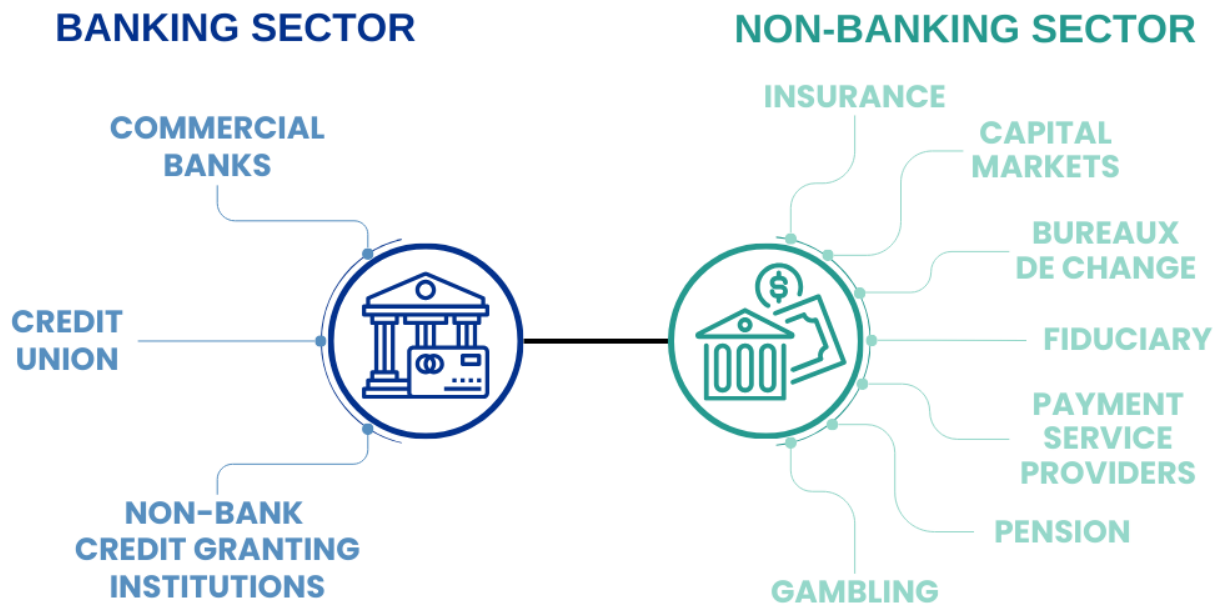 BANKING SECTOR
COMMERCIAL
BANKS
CREDIT
UNION
NON-BANK
CREDIT GRANTING
INSTITUTIONS
NON-BANKING SECTOR
INSURANCE
CAPITAL
MARKETS
BUREAUX
DE CHANGE
FIDUCIARY
PAYMENT
SERVICE
PROVIDERS
PENSION
GAMBLING
$